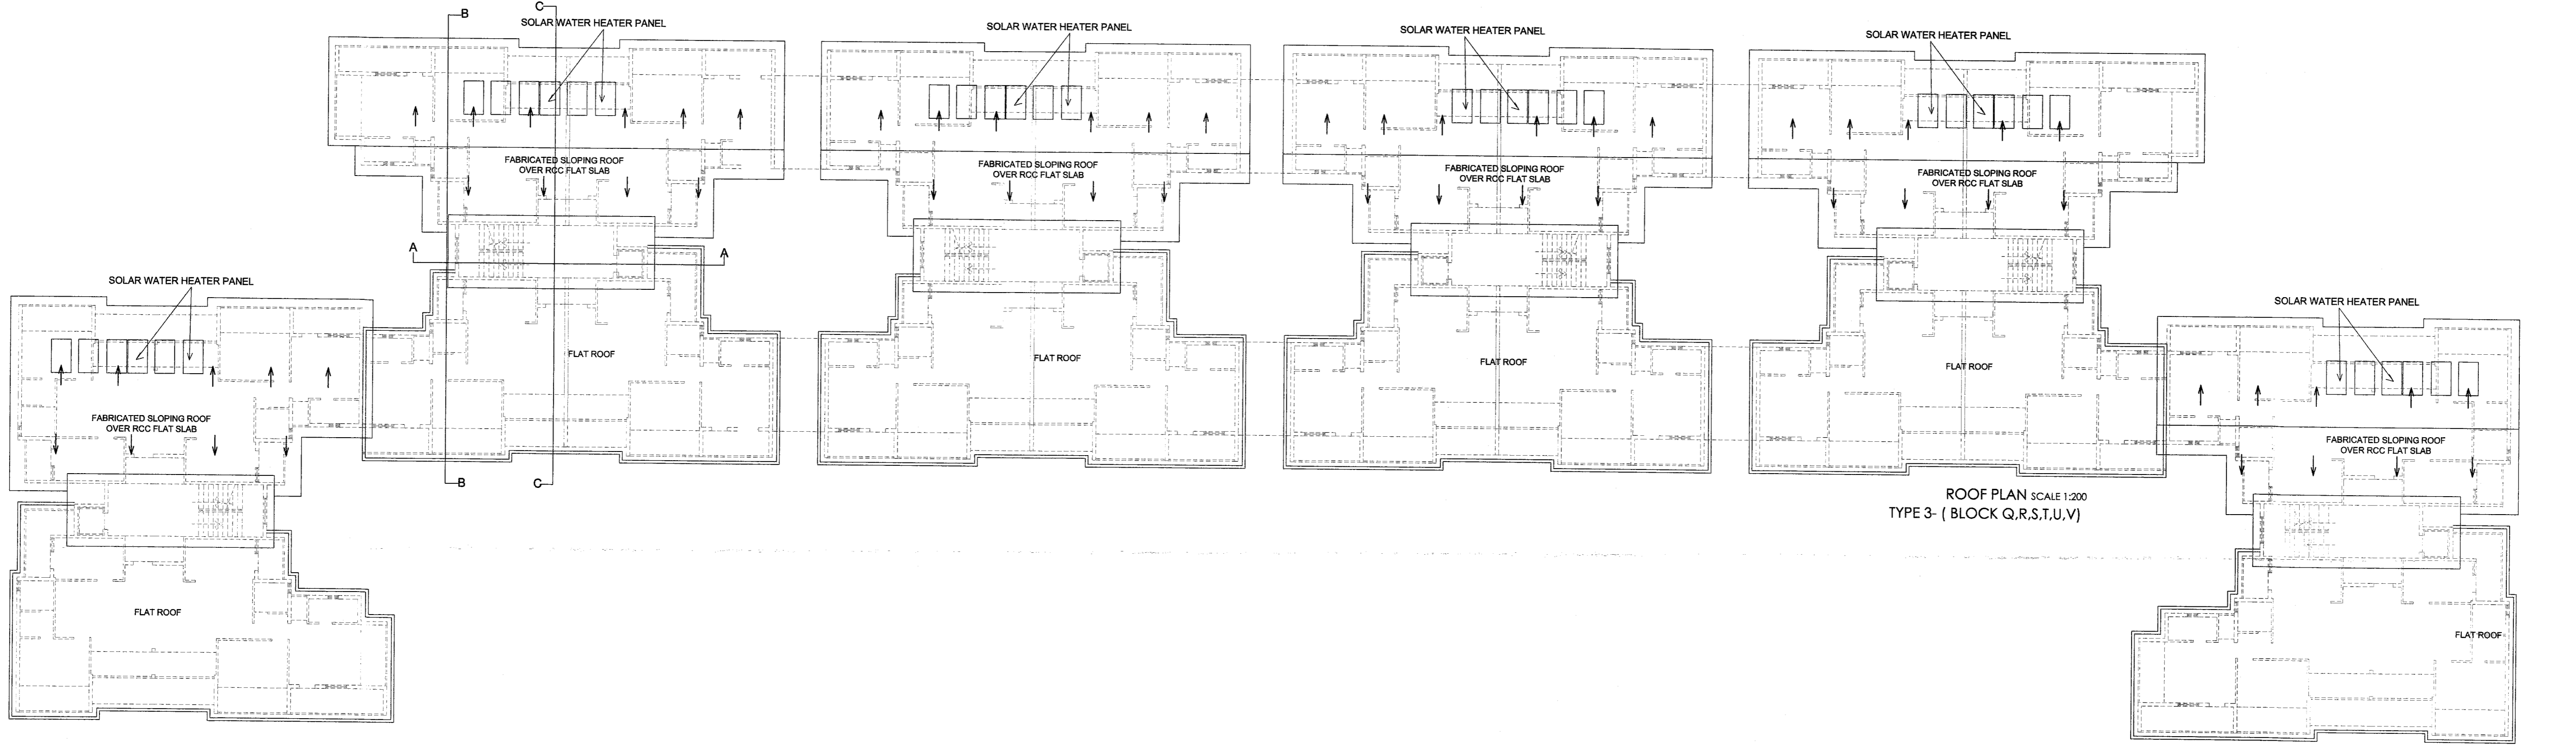 B
C
SOLAR WATER HEATER PANEL
SOLAR WATER HEATER PANEL
SOLAR WATER HEATER PANEL
SOLAR WATER HEATER PANEL
FABRICATED SLOPING ROOF
OVER RCC FLAT SLAB
FABRICATED SLOPING ROOF
OVER RCC FLAT SLAB
FABRICATED SLOPING ROOF
OVER RCC FLAT SLAB
FABRICATED SLOPING ROOF
OVER RCC FLAT SLAB
A
A
SOLAR WATER HEATER PANEL
SOLAR WATER HEATER PANEL
FLAT ROOF
FLAT ROOF
FLAT ROOF
FLAT ROOF
FABRICATED SLOPING ROOF
OVER RCC FLAT SLAB
FABRICATED SLOPING ROOF
OVER RCC FLAT SLAB
B
C
ROOF PLAN SCALE 1:200
TYPE 3- ( BLOCK Q,R,S,T,U,V)
FLAT ROOF
FLAT ROOF